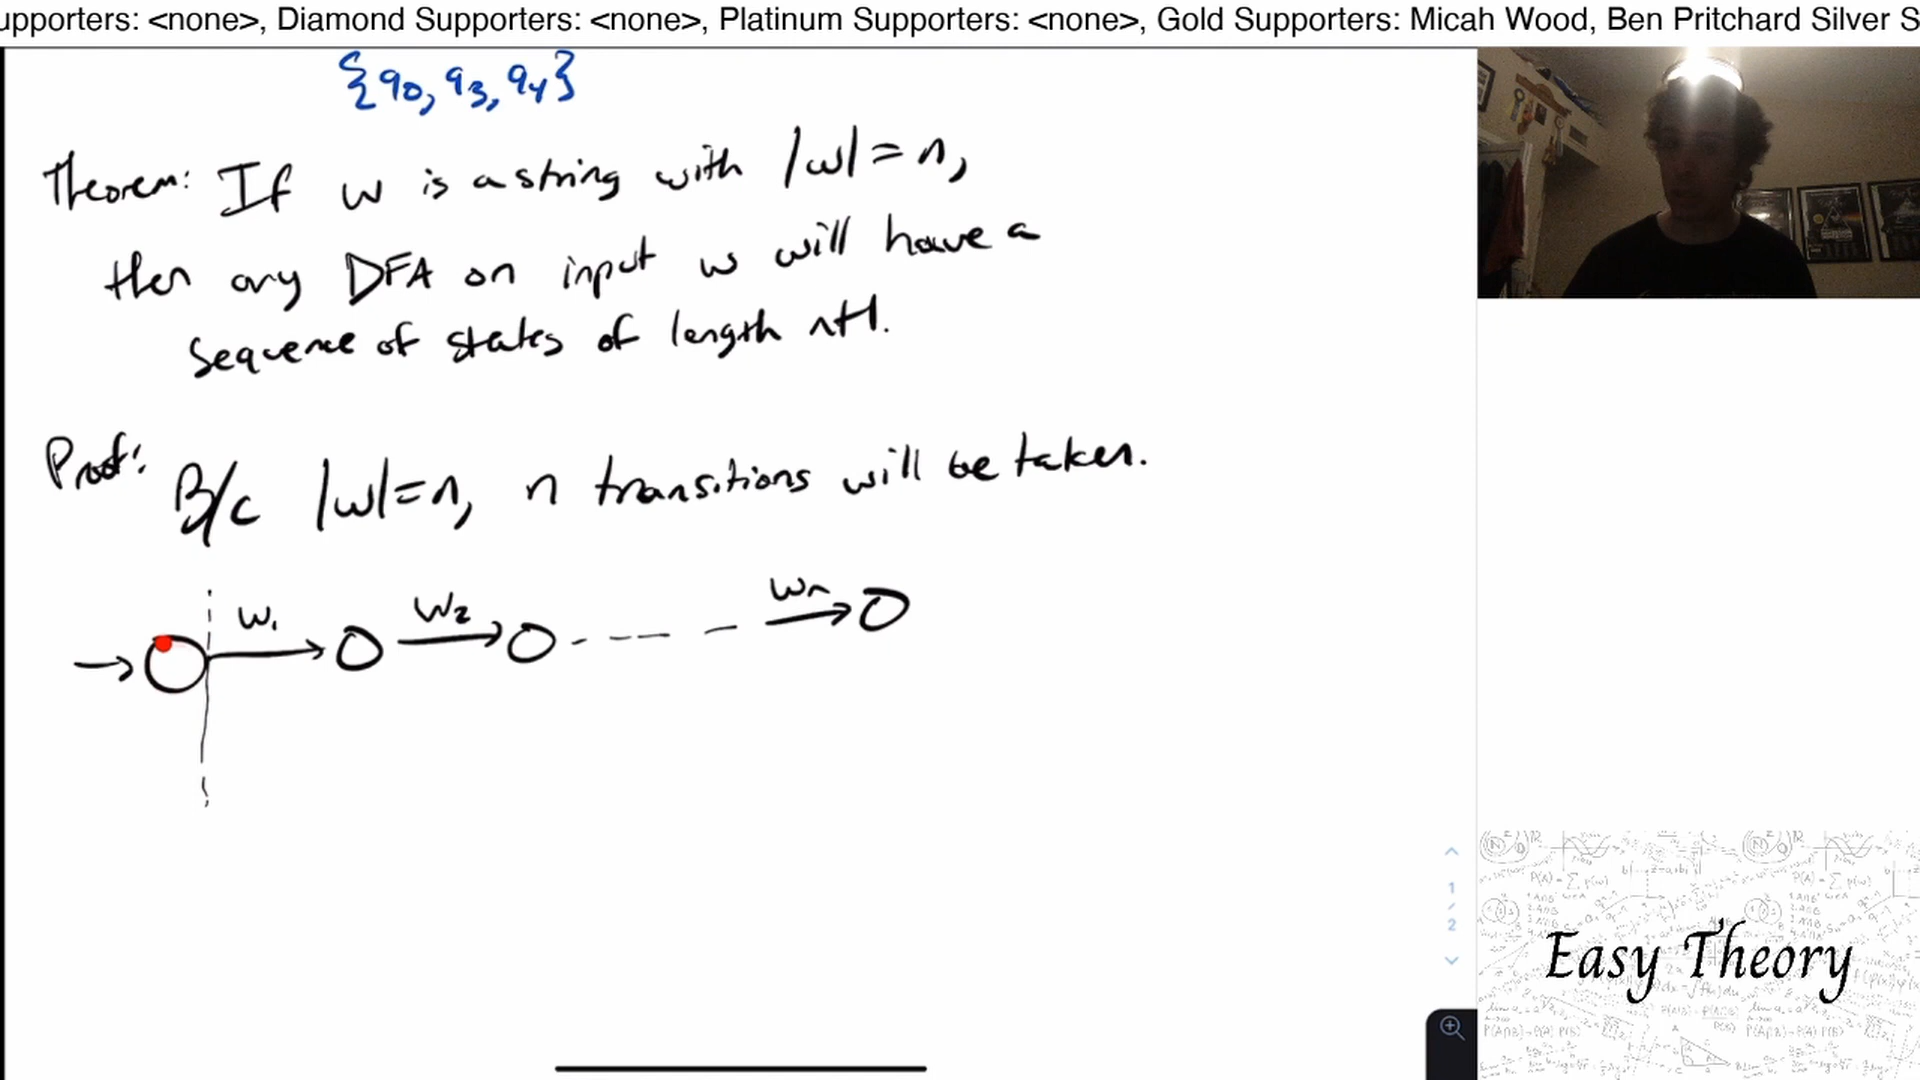 upporters: <none>, Diamond Supporters: <none>, Platinum Supporters: <none>, Gold Supporters: Micah Wood, Ben Pritchard Silver S
{q0, q3, q4}
Theorem: If w is a string with |w| = n,
then any DFA on input w will have a
sequence of states of length n+1.
Proof: B/c |w|=n, n transitions will be taken.
w1 w2 wn
1
2
Easy Theory